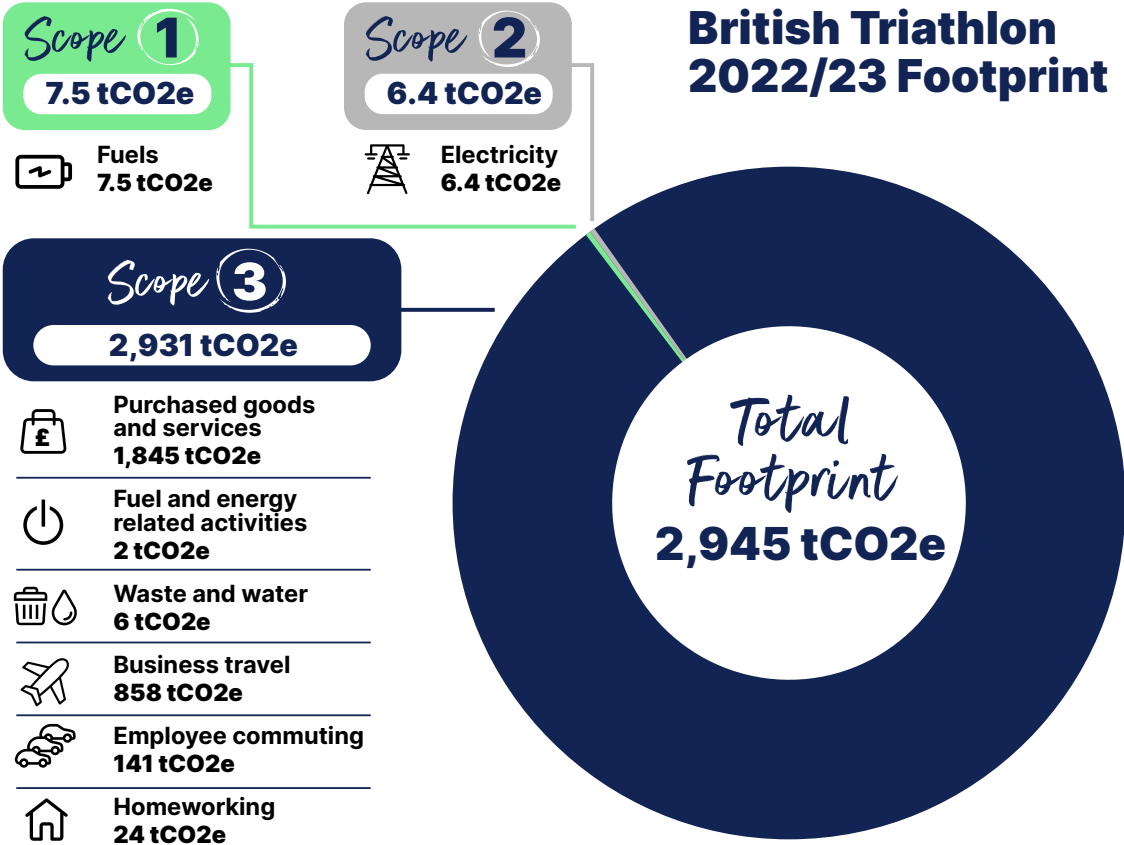 Scope 1
7.5 tCO2e
Fuels
7.5 tCO2e
Scope 2
6.4 tCO2e
Electricity
6.4 tCO2e
British Triathlon
2022/23 Footprint
Scope 3
2,931 tCO2e
Purchased goods
and services
1,845 tCO2e
Fuel and energy
related activities
2 tCO2e
Waste and water
6 tCO2e
Business travel
858 tCO2e
Employee commuting
141 tCO2e
Homeworking
24 tCO2e
Total
Footprint
2,945 tCO2e
£